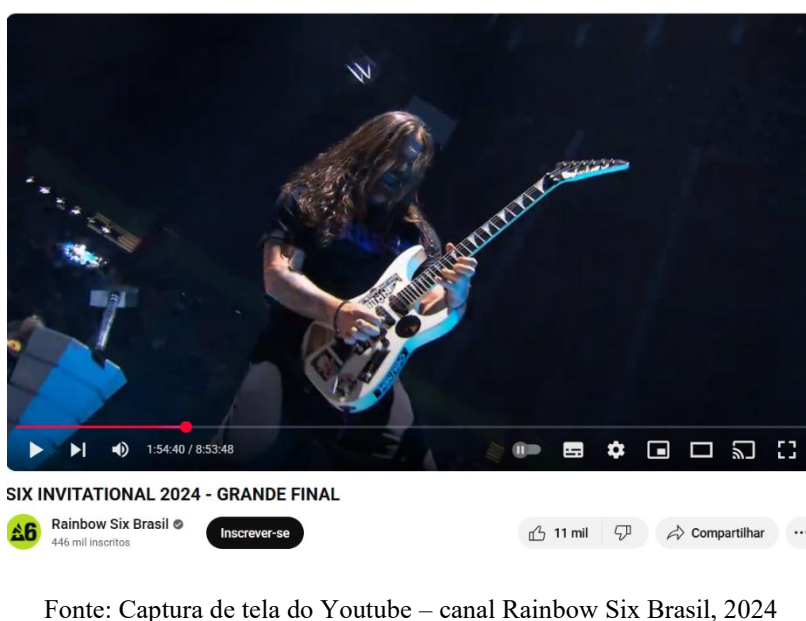 1:54:40 / 8:53:48
SIX INVITATIONAL 2024 - GRANDE FINAL
Rainbow Six Brasil
446 mil inscritos
Inscrever-se
11 mil
Compartilhar
Fonte: Captura de tela do Youtube – canal Rainbow Six Brasil, 2024